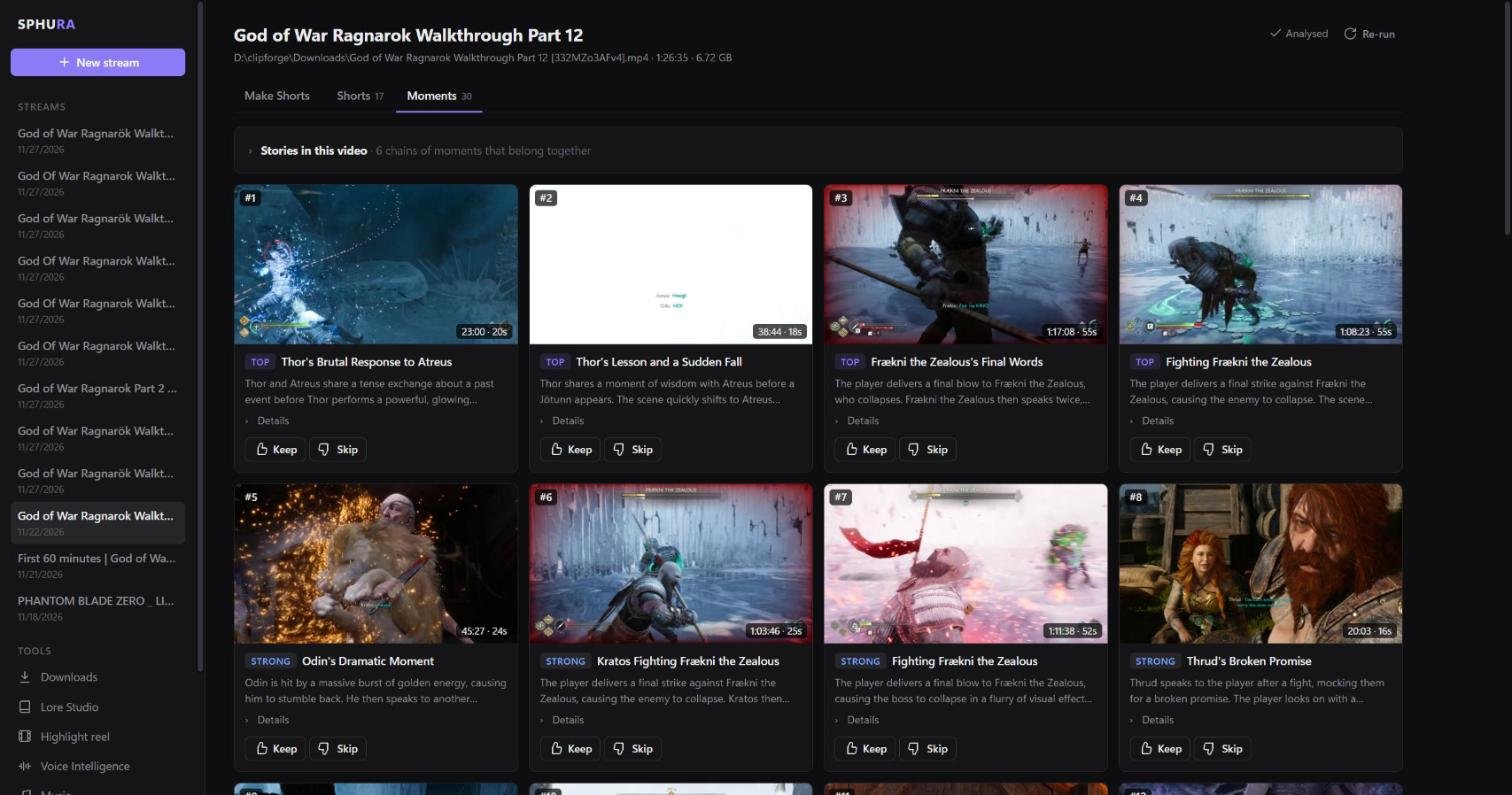 SPHURA
+ New stream
STREAMS
God of War Ragnarök Walkt...
11/27/2026
God Of War Ragnarok Walkt...
11/27/2026
God of War Ragnarok Walkt...
11/27/2026
God Of War Ragnarok Walkt...
11/27/2026
God Of War Ragnarok Walkt...
11/27/2026
God Of War Ragnarok Walkt...
11/27/2026
God of War Ragnarok Part 2 ...
11/27/2026
God of War Ragnarök Walkt...
11/27/2026
God of War Ragnarök Walkt...
11/27/2026
God of War Ragnarok Walkt...
11/22/2026
First 60 minutes | God of Wa...
11/21/2026
PHANTOM BLADE ZERO _ LI...
11/18/2026
TOOLS
Downloads
Lore Studio
Highlight reel
Voice Intelligence
Music
God of War Ragnarok Walkthrough Part 12
D:\clipforge\Downloads\God of War Ragnarok Walkthrough Part 12 [332MZo3AFv4].mp4 · 1:26:35 · 6.72 GB
Analysed
Re-run
Make Shorts
Shorts 17
Moments 30
› Stories in this video · 6 chains of moments that belong together
#1
23:00 · 20s
TOP Thor's Brutal Response to Atreus
Thor and Atreus share a tense exchange about a past
event before Thor performs a powerful, glowing...
› Details
Keep
Skip
#2
38:44 · 18s
TOP Thor's Lesson and a Sudden Fall
Thor shares a moment of wisdom with Atreus before a
Jötunn appears. The scene quickly shifts to Atreus...
› Details
Keep
Skip
#3
FRÆKNI THE ZEALOUS
1:17:08 · 55s
TOP Frækni the Zealous's Final Words
The player delivers a final blow to Frækni the Zealous,
who collapses. Frækni the Zealous then speaks twice,...
› Details
Keep
Skip
#4
FRÆKNI THE ZEALOUS
1:08:23 · 55s
TOP Fighting Frækni the Zealous
The player delivers a final strike against Frækni the
Zealous, causing the enemy to collapse. The scene...
› Details
Keep
Skip
#5
45:27 · 24s
STRONG Odin's Dramatic Moment
Odin is hit by a massive burst of golden energy, causing
him to stumble back. He then speaks to another...
› Details
Keep
Skip
#6
FRÆKNI THE ZEALOUS
1:03:46 · 25s
STRONG Kratos Fighting Frækni the Zealous
The player delivers a final strike against Frækni the
Zealous, causing the enemy to collapse. Kratos then...
› Details
Keep
Skip
#7
1:11:38 · 52s
STRONG Fighting Frækni the Zealous
The player delivers a final strike against Frækni the Zealous,
causing the boss to collapse in a flurry of visual effect...
› Details
Keep
Skip
#8
20:03 · 16s
STRONG Thrud's Broken Promise
Thrud speaks to the player after a fight, mocking them
for a broken promise. The player looks on with a...
› Details
Keep
Skip